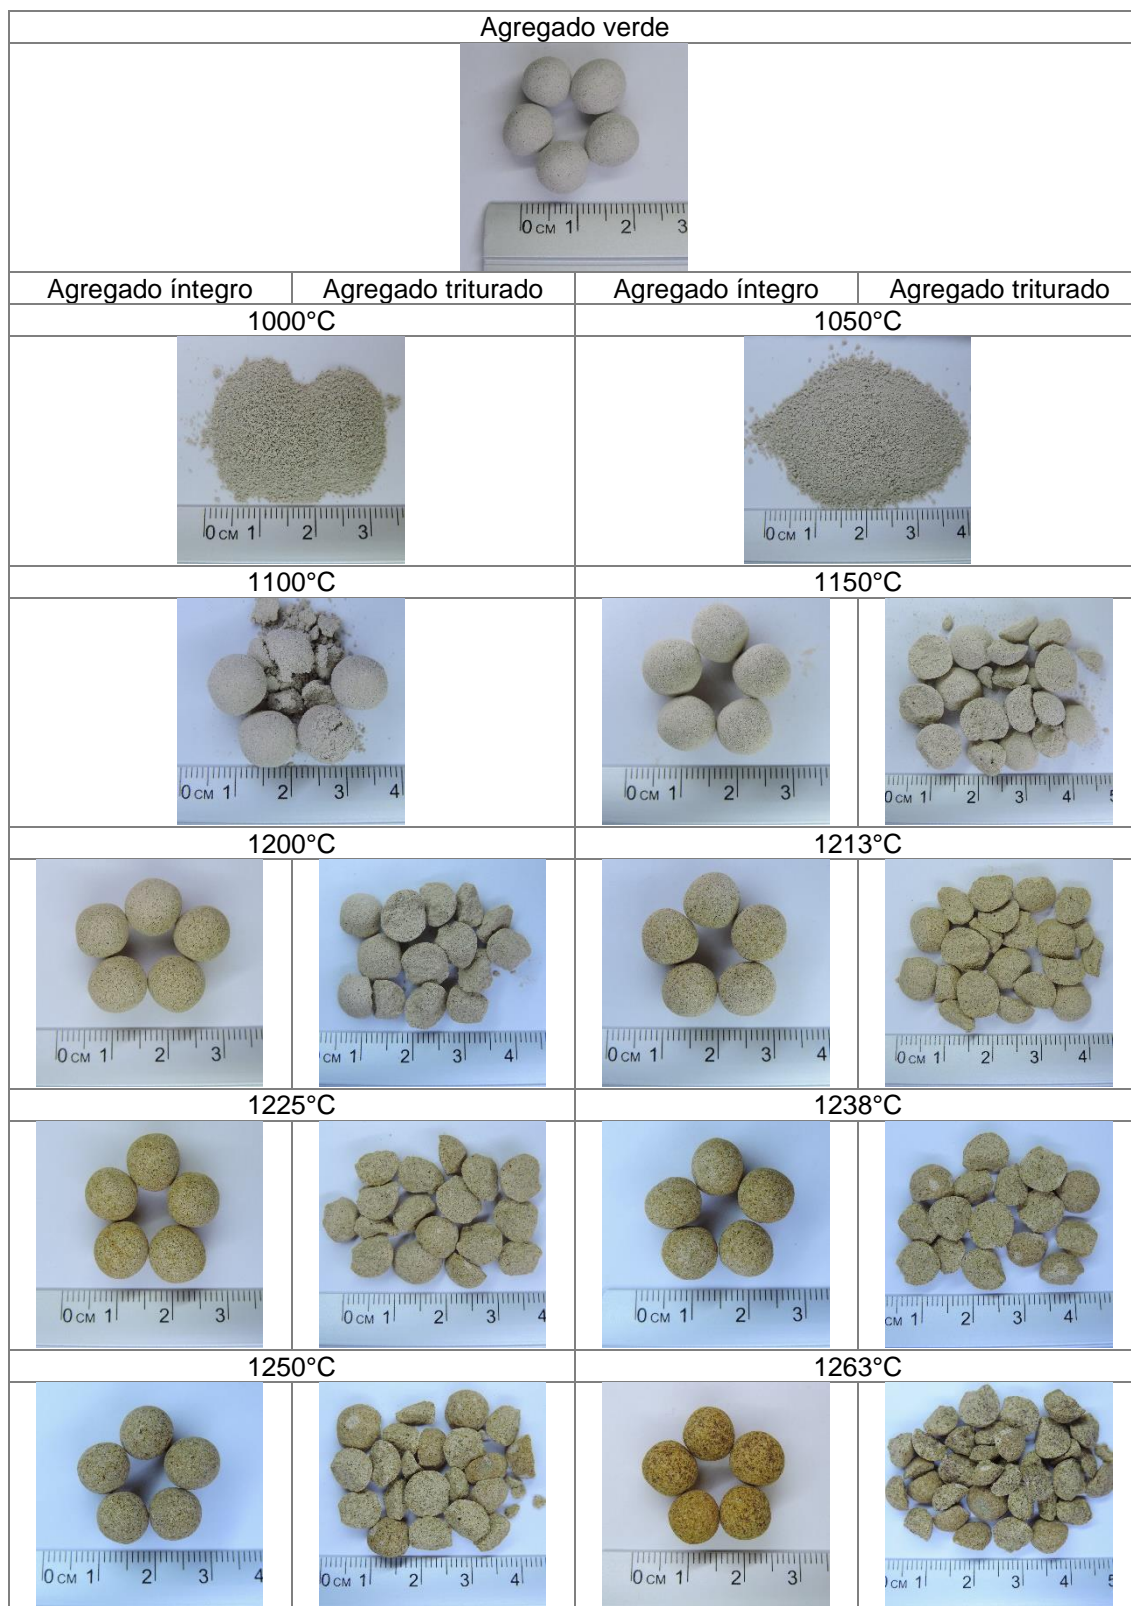 Agregado verde
0 CM 1 2 3
Agregado íntegro Agregado triturado Agregado íntegro Agregado triturado
1000°C 1050°C
0 CM 1 2 3
0 CM 1 2 3 4
1100°C 1150°C
0 CM 1 2 3 4
0 CM 1 2 3
0 CM 1 2 3 4 5
1200°C 1213°C
0 CM 1 2 3
CM 1 2 3 4
0 CM 1 2 3 4
0 CM 1 2 3 4
1225°C 1238°C
0 CM 1 2 3
0 CM 1 2 3 4
0 CM 1 2 3
CM 1 2 3 4
1250°C 1263°C
0 CM 1 2 3 4
0 CM 1 2 3 4
0 CM 1 2 3
CM 1 2 3 4 5